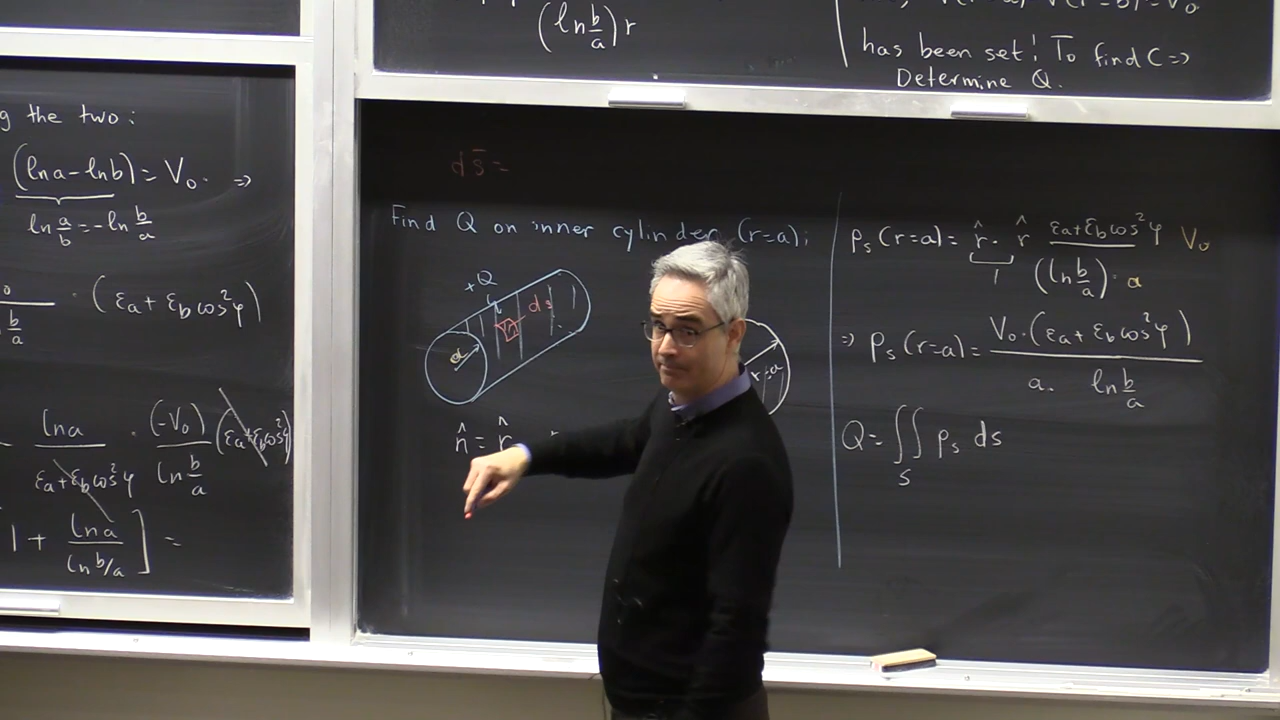 g the two:
(ln a - ln b) = V₀. ⇒
ln a/b = -ln b/a
b/a · (εa + εb cos²φ)
ln a / εa + εb cos²φ · (-V₀) / ln b/a (εa + εb cos²φ)
1 + ln a / ln b/a ] =
(ln b/a) r
has been set! To find C ⇒
Determine Q.
ds̄ =
Find Q on inner cylinder (r=a):
+Q
ds
a
r=a
n̂ = r̂
ρs (r=a) = r̂ · r̂ εa + εb cos²φ / (ln b/a) · a V₀
1
⇒ ρs (r=a) = V₀ · (εa + εb cos²φ) / a · ln b/a
Q = ∬S ρs ds